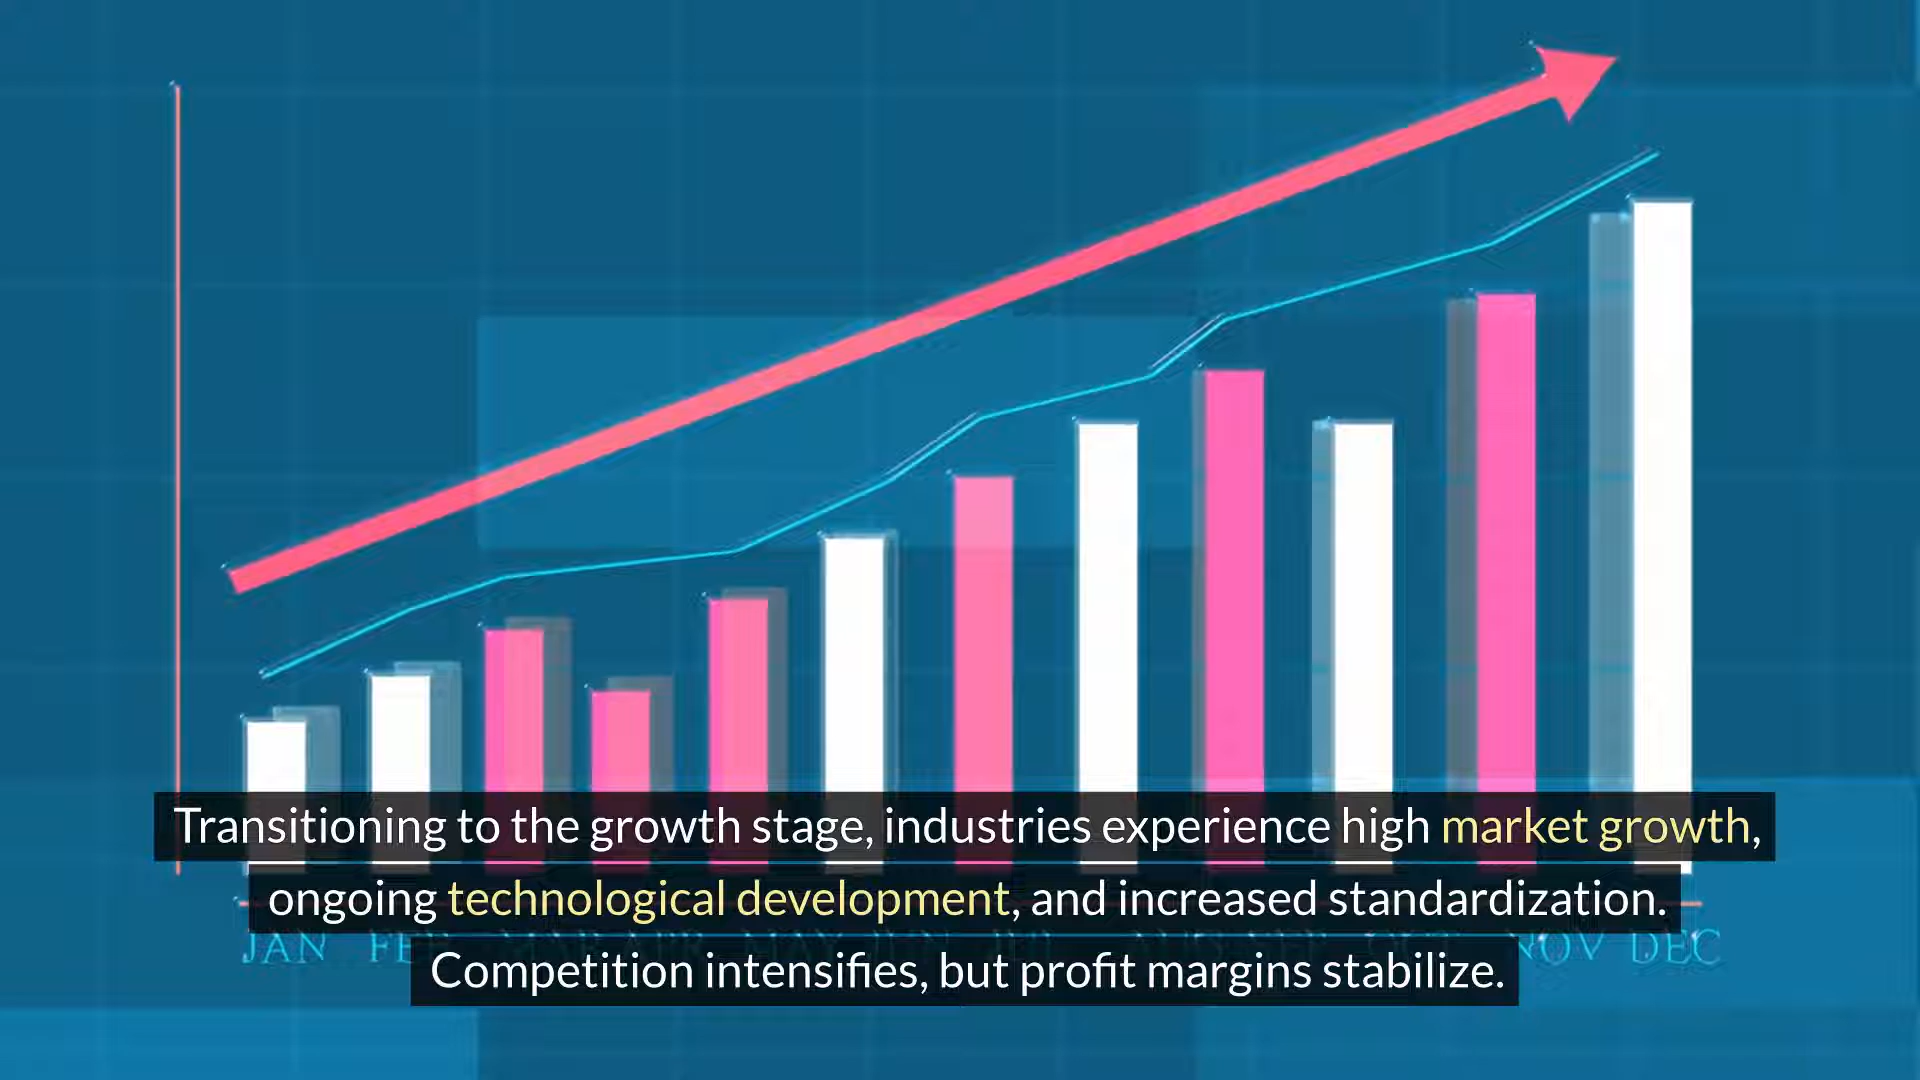 Transitioning to the growth stage, industries experience high market growth,
ongoing technological development, and increased standardization.
JAN NOV DEC
Competition intensifies, but profit margins stabilize.